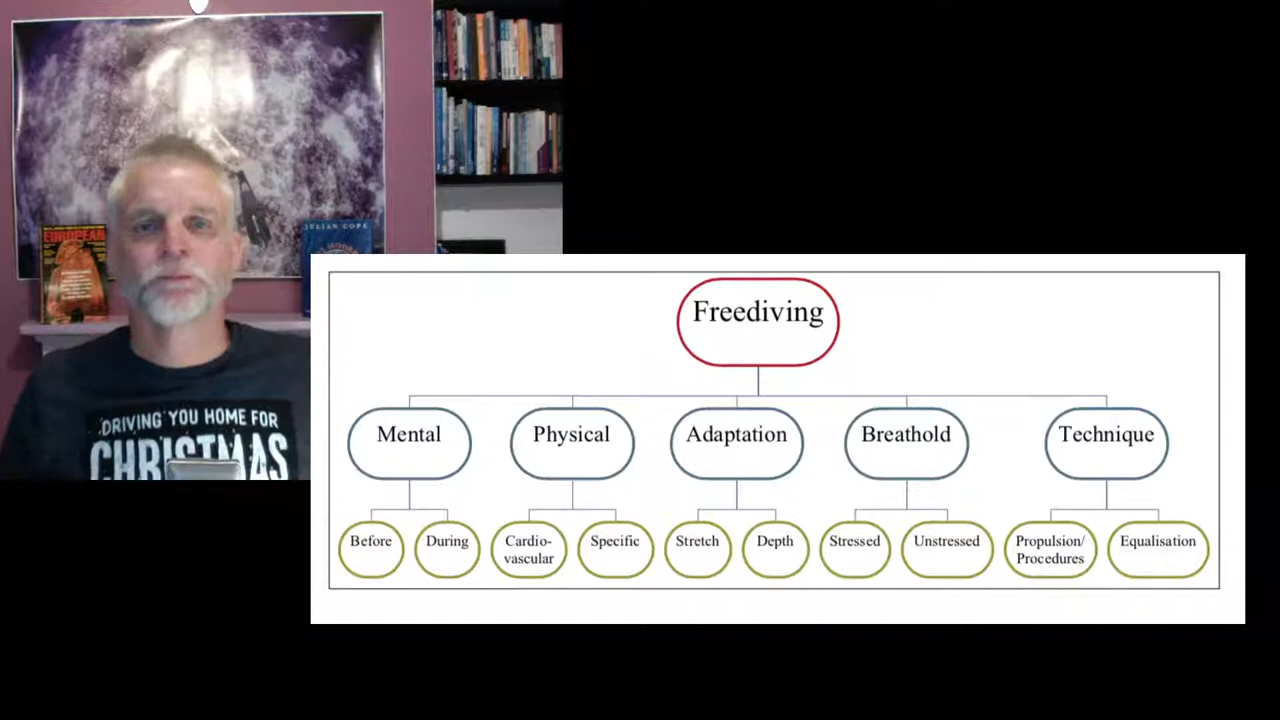 EUROPEAN
JULIAN COPE
DRIVING YOU HOME FOR
CHRISTMAS
Freediving
Mental
Physical
Adaptation
Breathold
Technique
Before
During
Cardio-
vascular
Specific
Stretch
Depth
Stressed
Unstressed
Propulsion/
Procedures
Equalisation